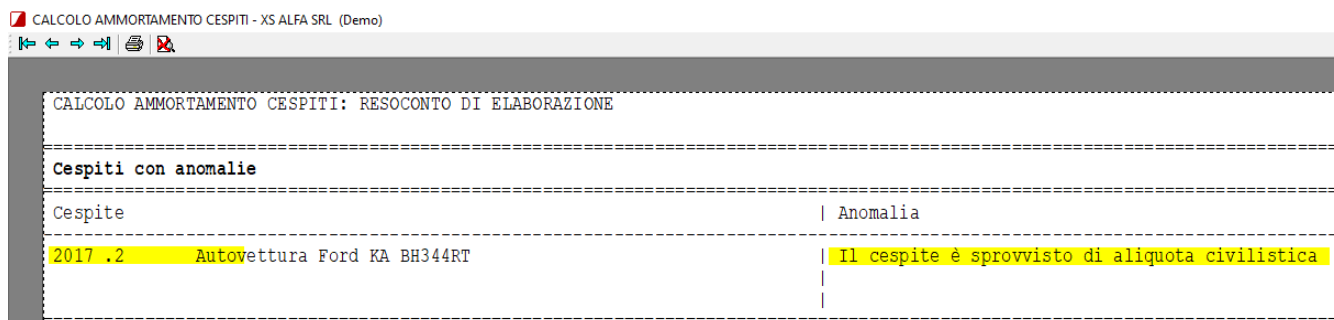 CALCOLO AMMORTAMENTO CESPITI - XS ALFA SRL (Demo)
CALCOLO AMMORTAMENTO CESPITI: RESOCONTO DI ELABORAZIONE
Cespiti con anomalie
Cespite | Anomalia
2017 .2 Autovettura Ford KA BH344RT | Il cespite è sprovvisto di aliquota civilistica